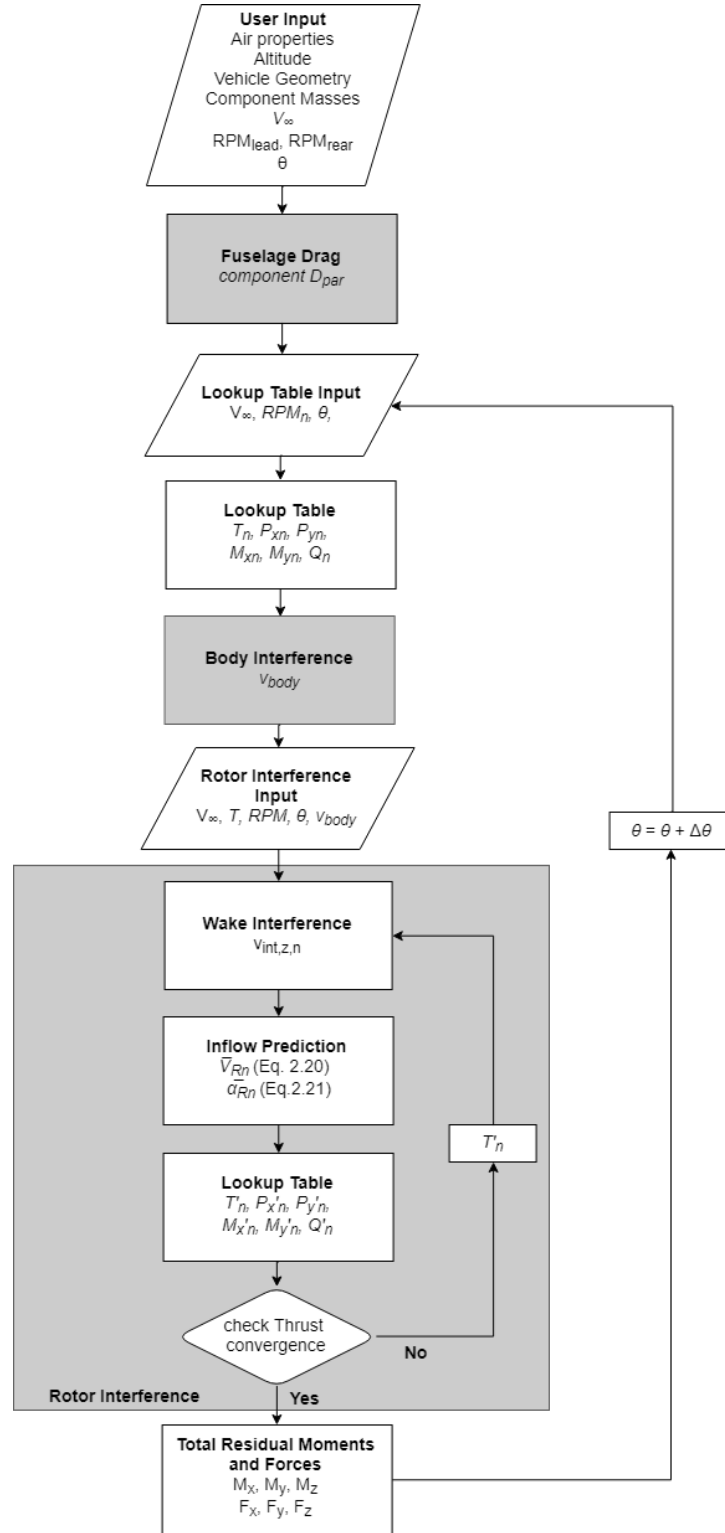 User Input
Air properties
Altitude
Vehicle Geometry
Component Masses
V∞
RPMlead, RPMrear
θ
Fuselage Drag
component Dpar
Lookup Table Input
V∞, RPMn, θ,
Lookup Table
Tn, Pxn, Pyn,
Mxn, Myn, Qn
Body Interference
vbody
Rotor Interference
Input
V∞, T, RPM, θ, vbody
θ = θ + Δθ
Wake Interference
vint,z,n
Inflow Prediction
V̅Rn (Eq. 2.20)
α̅Rn (Eq.2.21)
T'n
Lookup Table
T'n, Px'n, Py'n,
Mx'n, My'n, Q'n
check Thrust
convergence
No
Rotor Interference
Yes
Total Residual Moments
and Forces
Mx, My, Mz
Fx, Fy, Fz